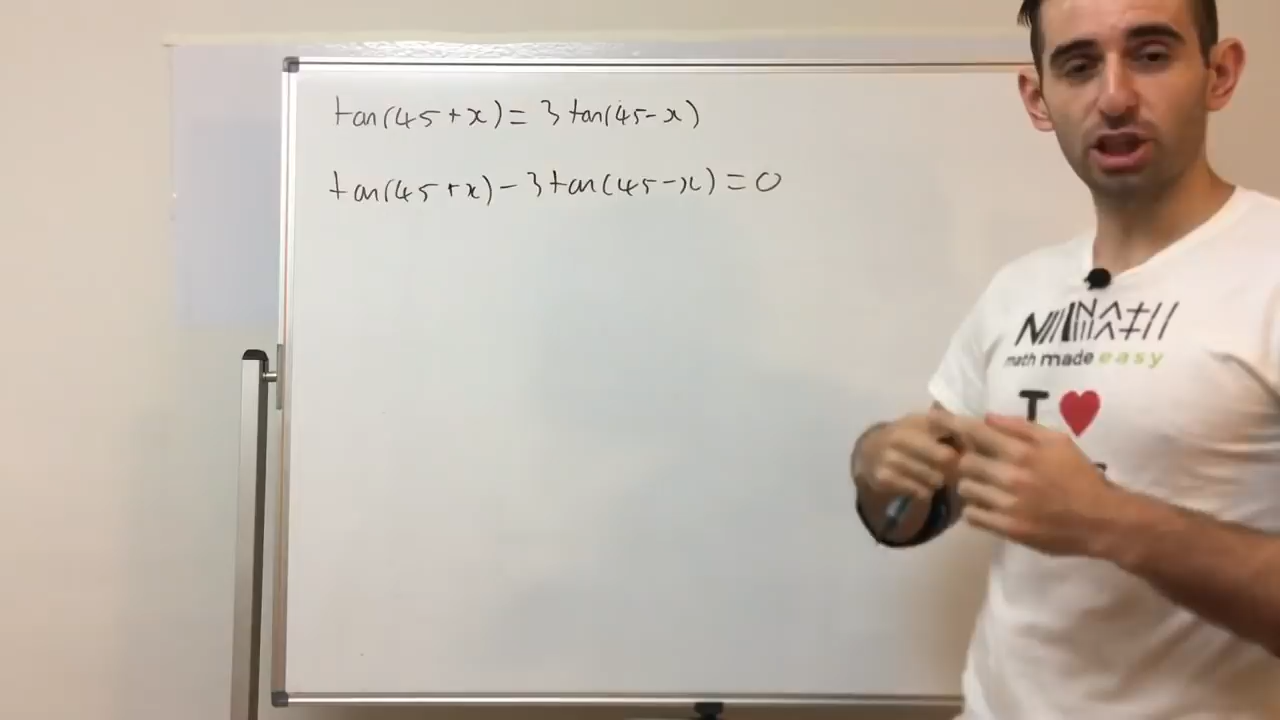 tan(45+x)=3tan(45-x)
tan(45+x)-3tan(45-x)=0
math made easy
I ♥